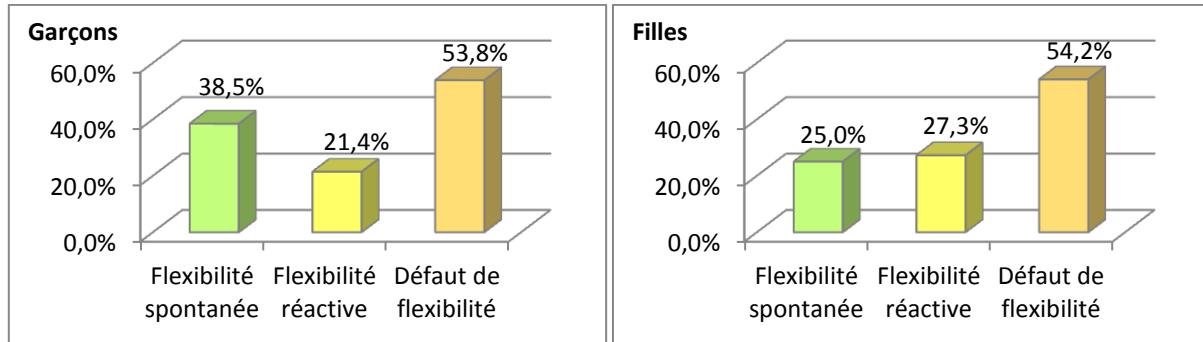 Garçons
60,0%
40,0%
20,0%
0,0%
38,5%
21,4%
53,8%
Flexibilité
spontanée
Flexibilité
réactive
Défaut de
flexibilité
Filles
60,0%
40,0%
20,0%
0,0%
25,0%
27,3%
54,2%
Flexibilité
spontanée
Flexibilité
réactive
Défaut de
flexibilité